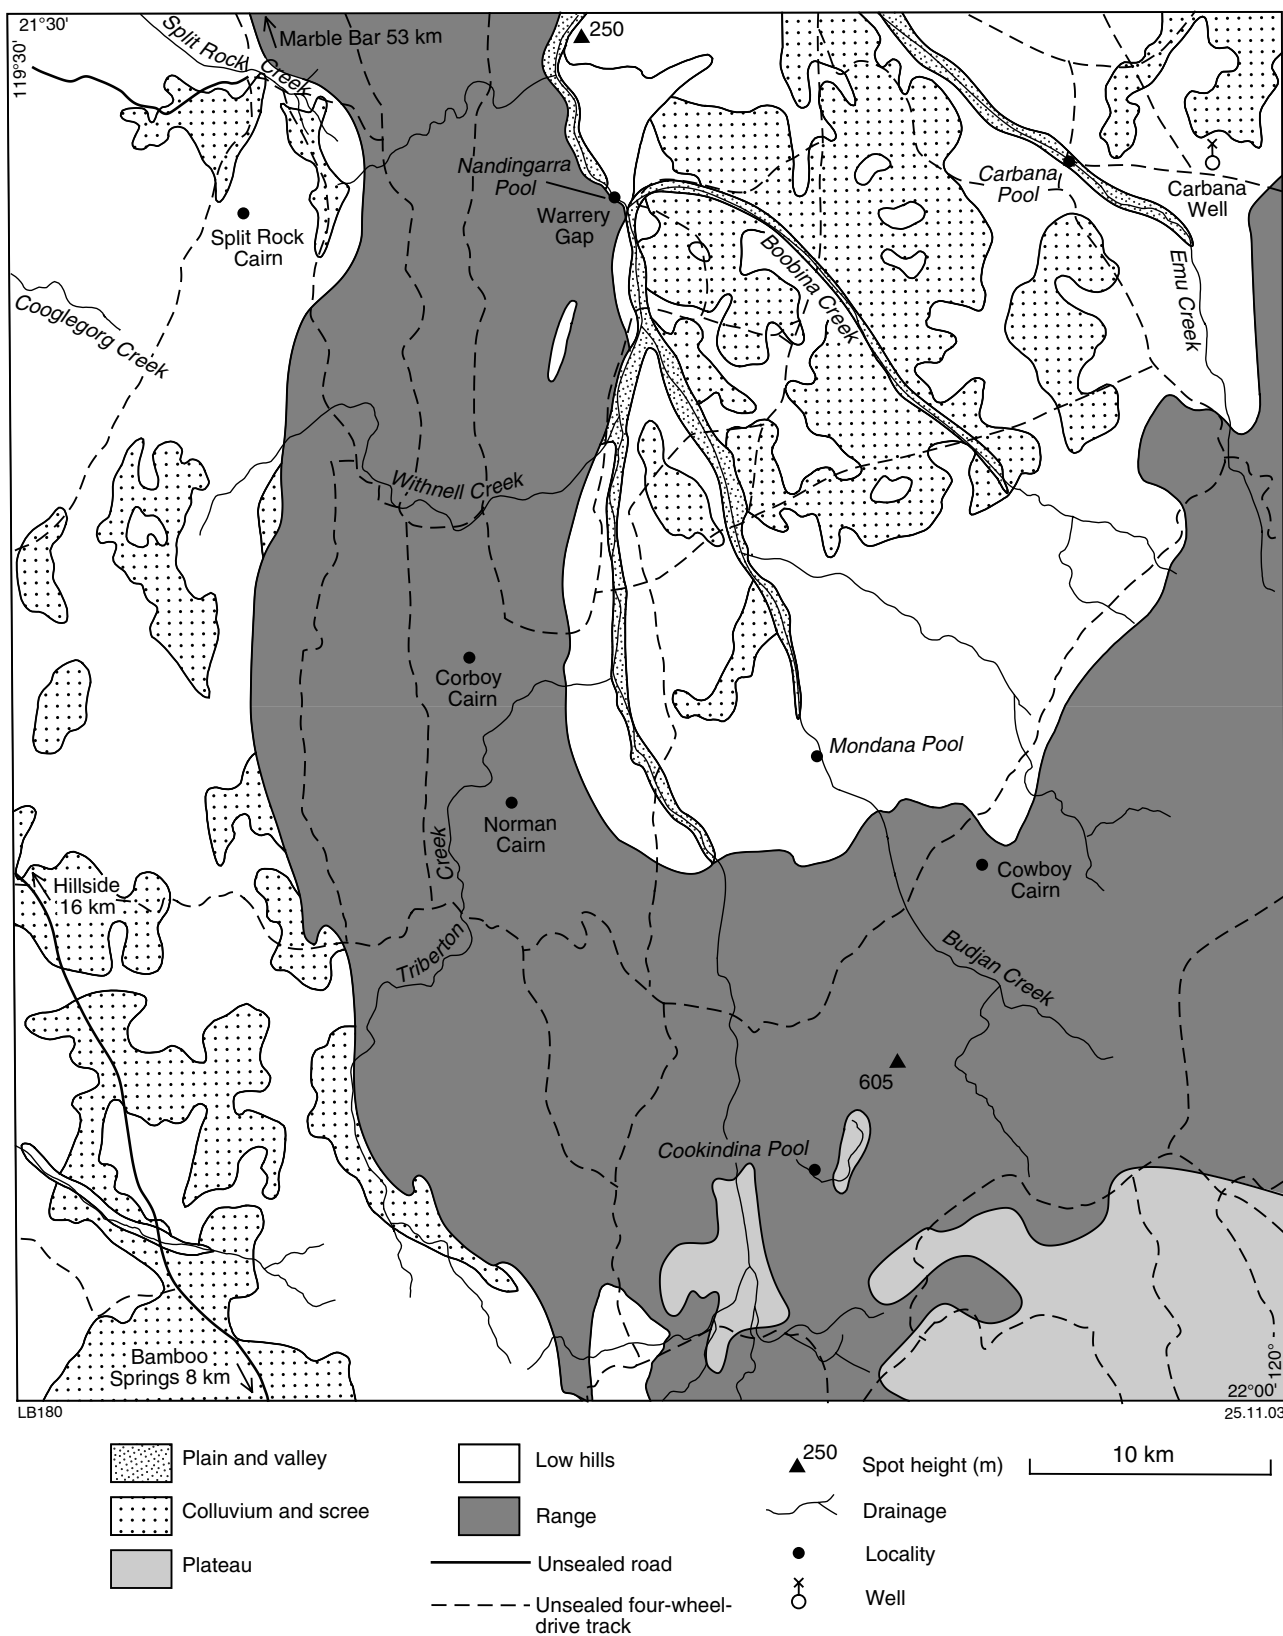 21°30'
119°30'
Split Rock Creek
Marble Bar 53 km
250
Nandingarra
Pool
Warrery
Gap
Carbana
Pool
Carbana
Well
Split Rock
Cairn
Cooglegorg Creek
Boobina Creek
Emu Creek
Withnell Creek
Corboy
Cairn
Mondana Pool
Norman
Cairn
Cowboy
Cairn
Hillside
16 km
Triberton Creek
Budjan Creek
605
Cookindina Pool
Bamboo
Springs 8 km
120°
22°00'
LB180
25.11.03
Plain and valley
Colluvium and scree
Plateau
Low hills
Range
Unsealed road
Unsealed four-wheel-
drive track
250
Spot height (m)
Drainage
Locality
Well
10 km